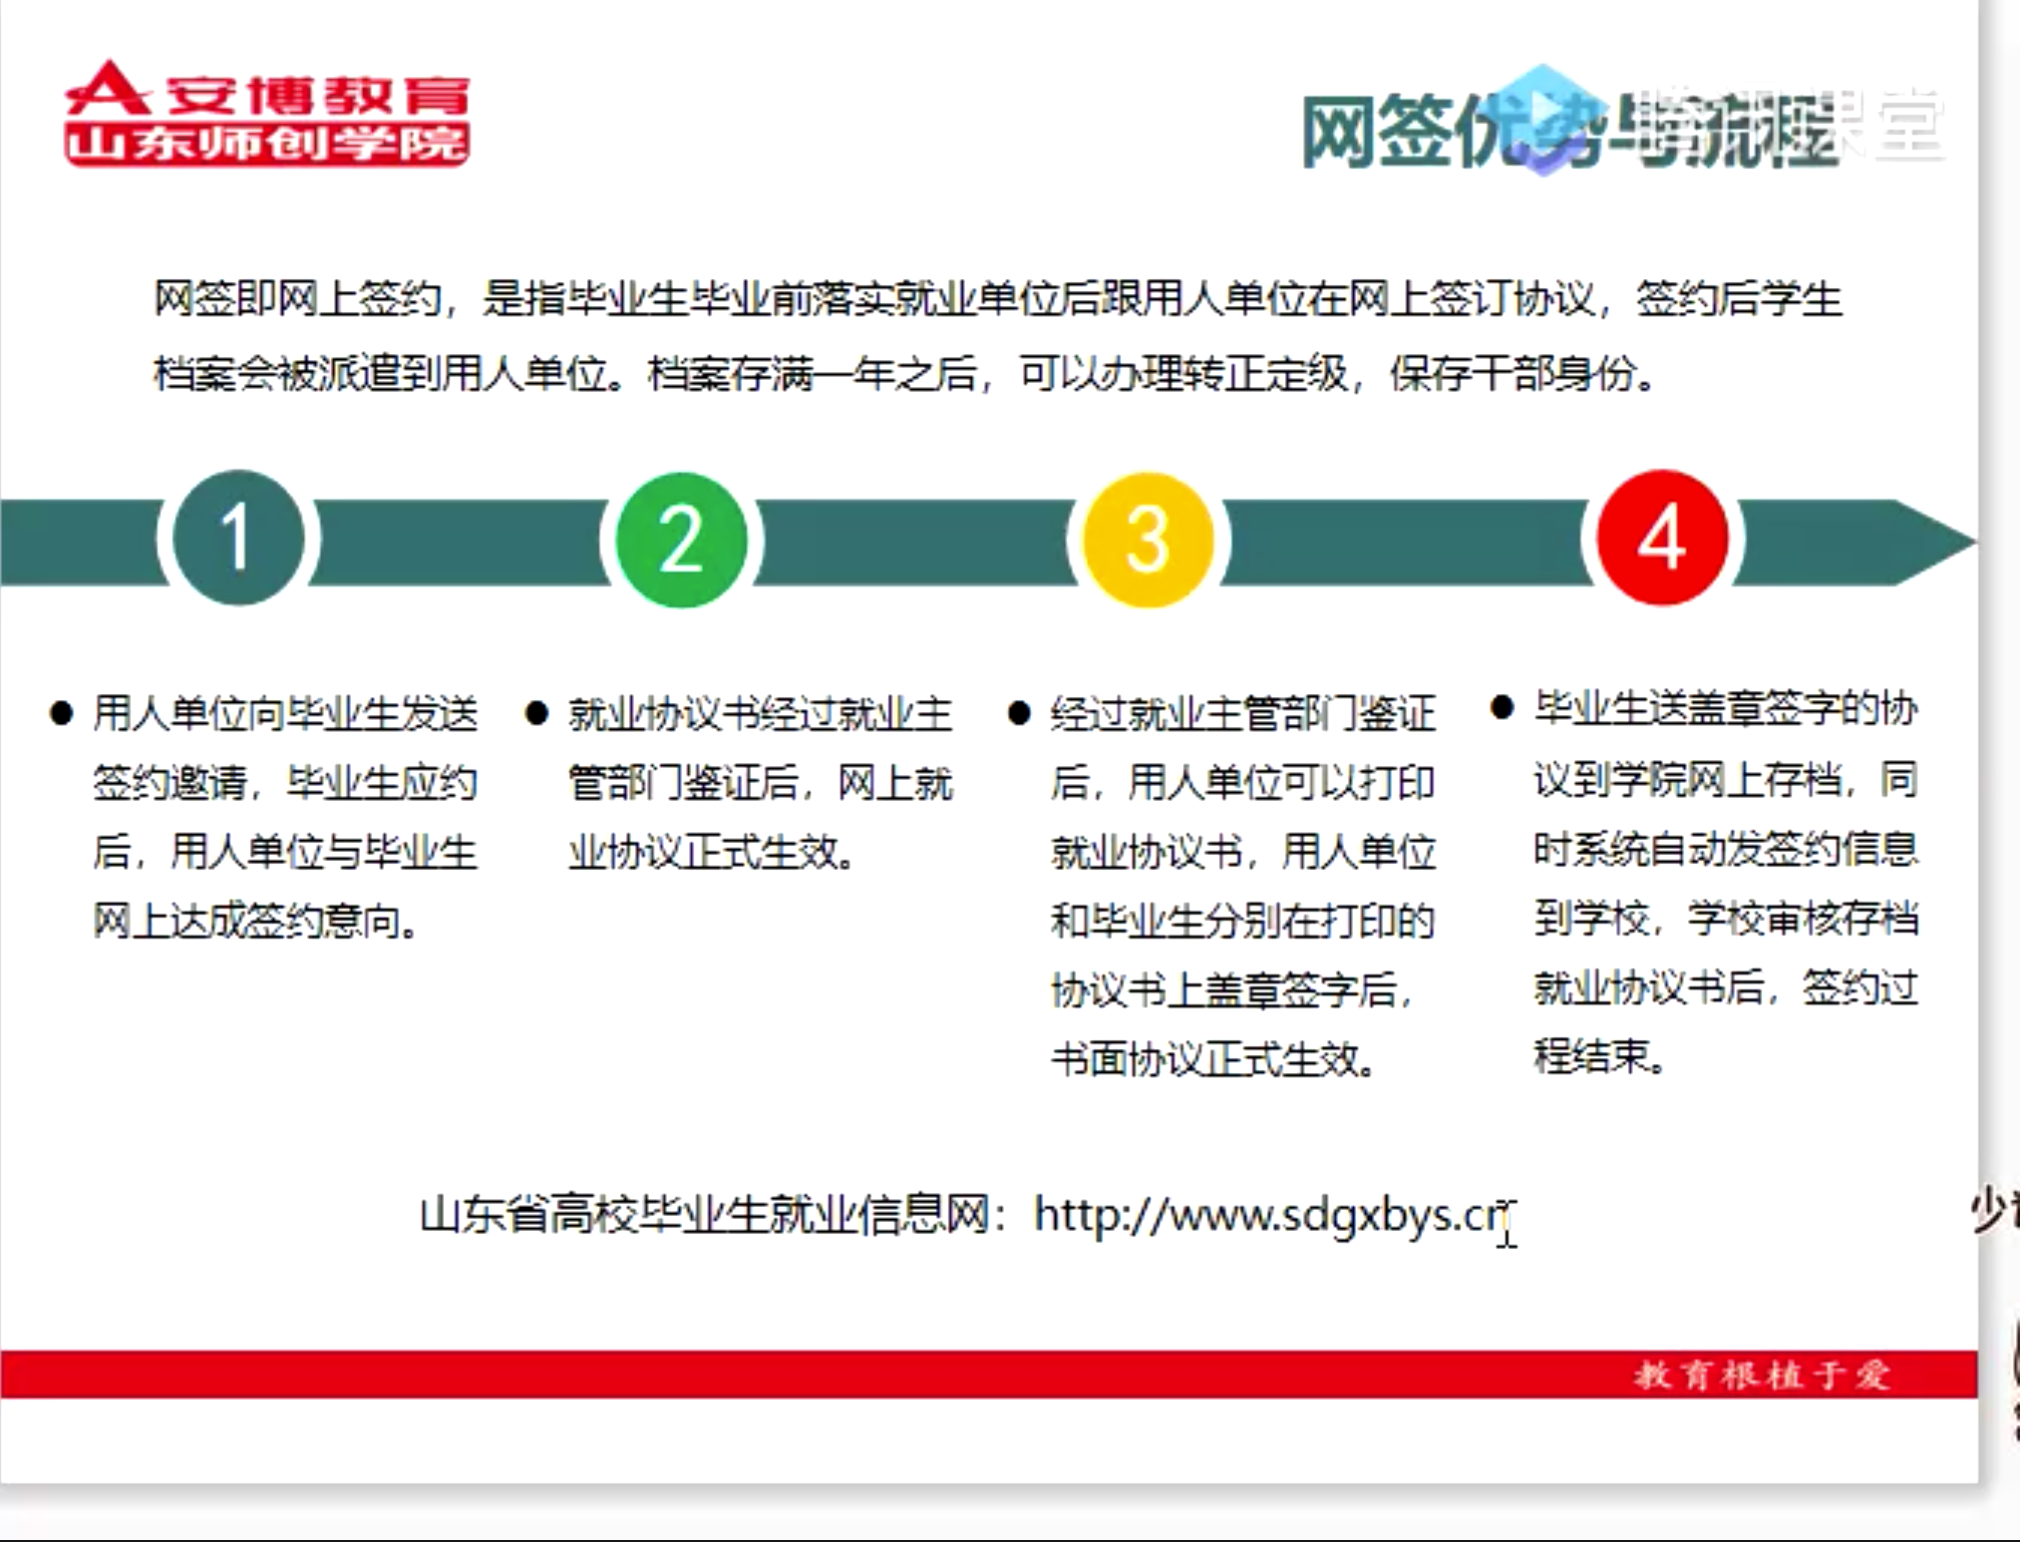 安博教育
山东师创学院
网签优势与流程
腾讯课堂
网签即网上签约，是指毕业生毕业前落实就业单位后跟用人单位在网上签订协议，签约后学生
档案会被派遣到用人单位。档案存满一年之后，可以办理转正定级，保存干部身份。
1
2
3
4
● 用人单位向毕业生发送
签约邀请，毕业生应约
后，用人单位与毕业生
网上达成签约意向。
● 就业协议书经过就业主
管部门鉴证后，网上就
业协议正式生效。
● 经过就业主管部门鉴证
后，用人单位可以打印
就业协议书，用人单位
和毕业生分别在打印的
协议书上盖章签字后，
书面协议正式生效。
● 毕业生送盖章签字的协
议到学院网上存档，同
时系统自动发签约信息
到学校，学校审核存档
就业协议书后，签约过
程结束。
山东省高校毕业生就业信息网：http://www.sdgxbys.cn
少
教育根植于爱